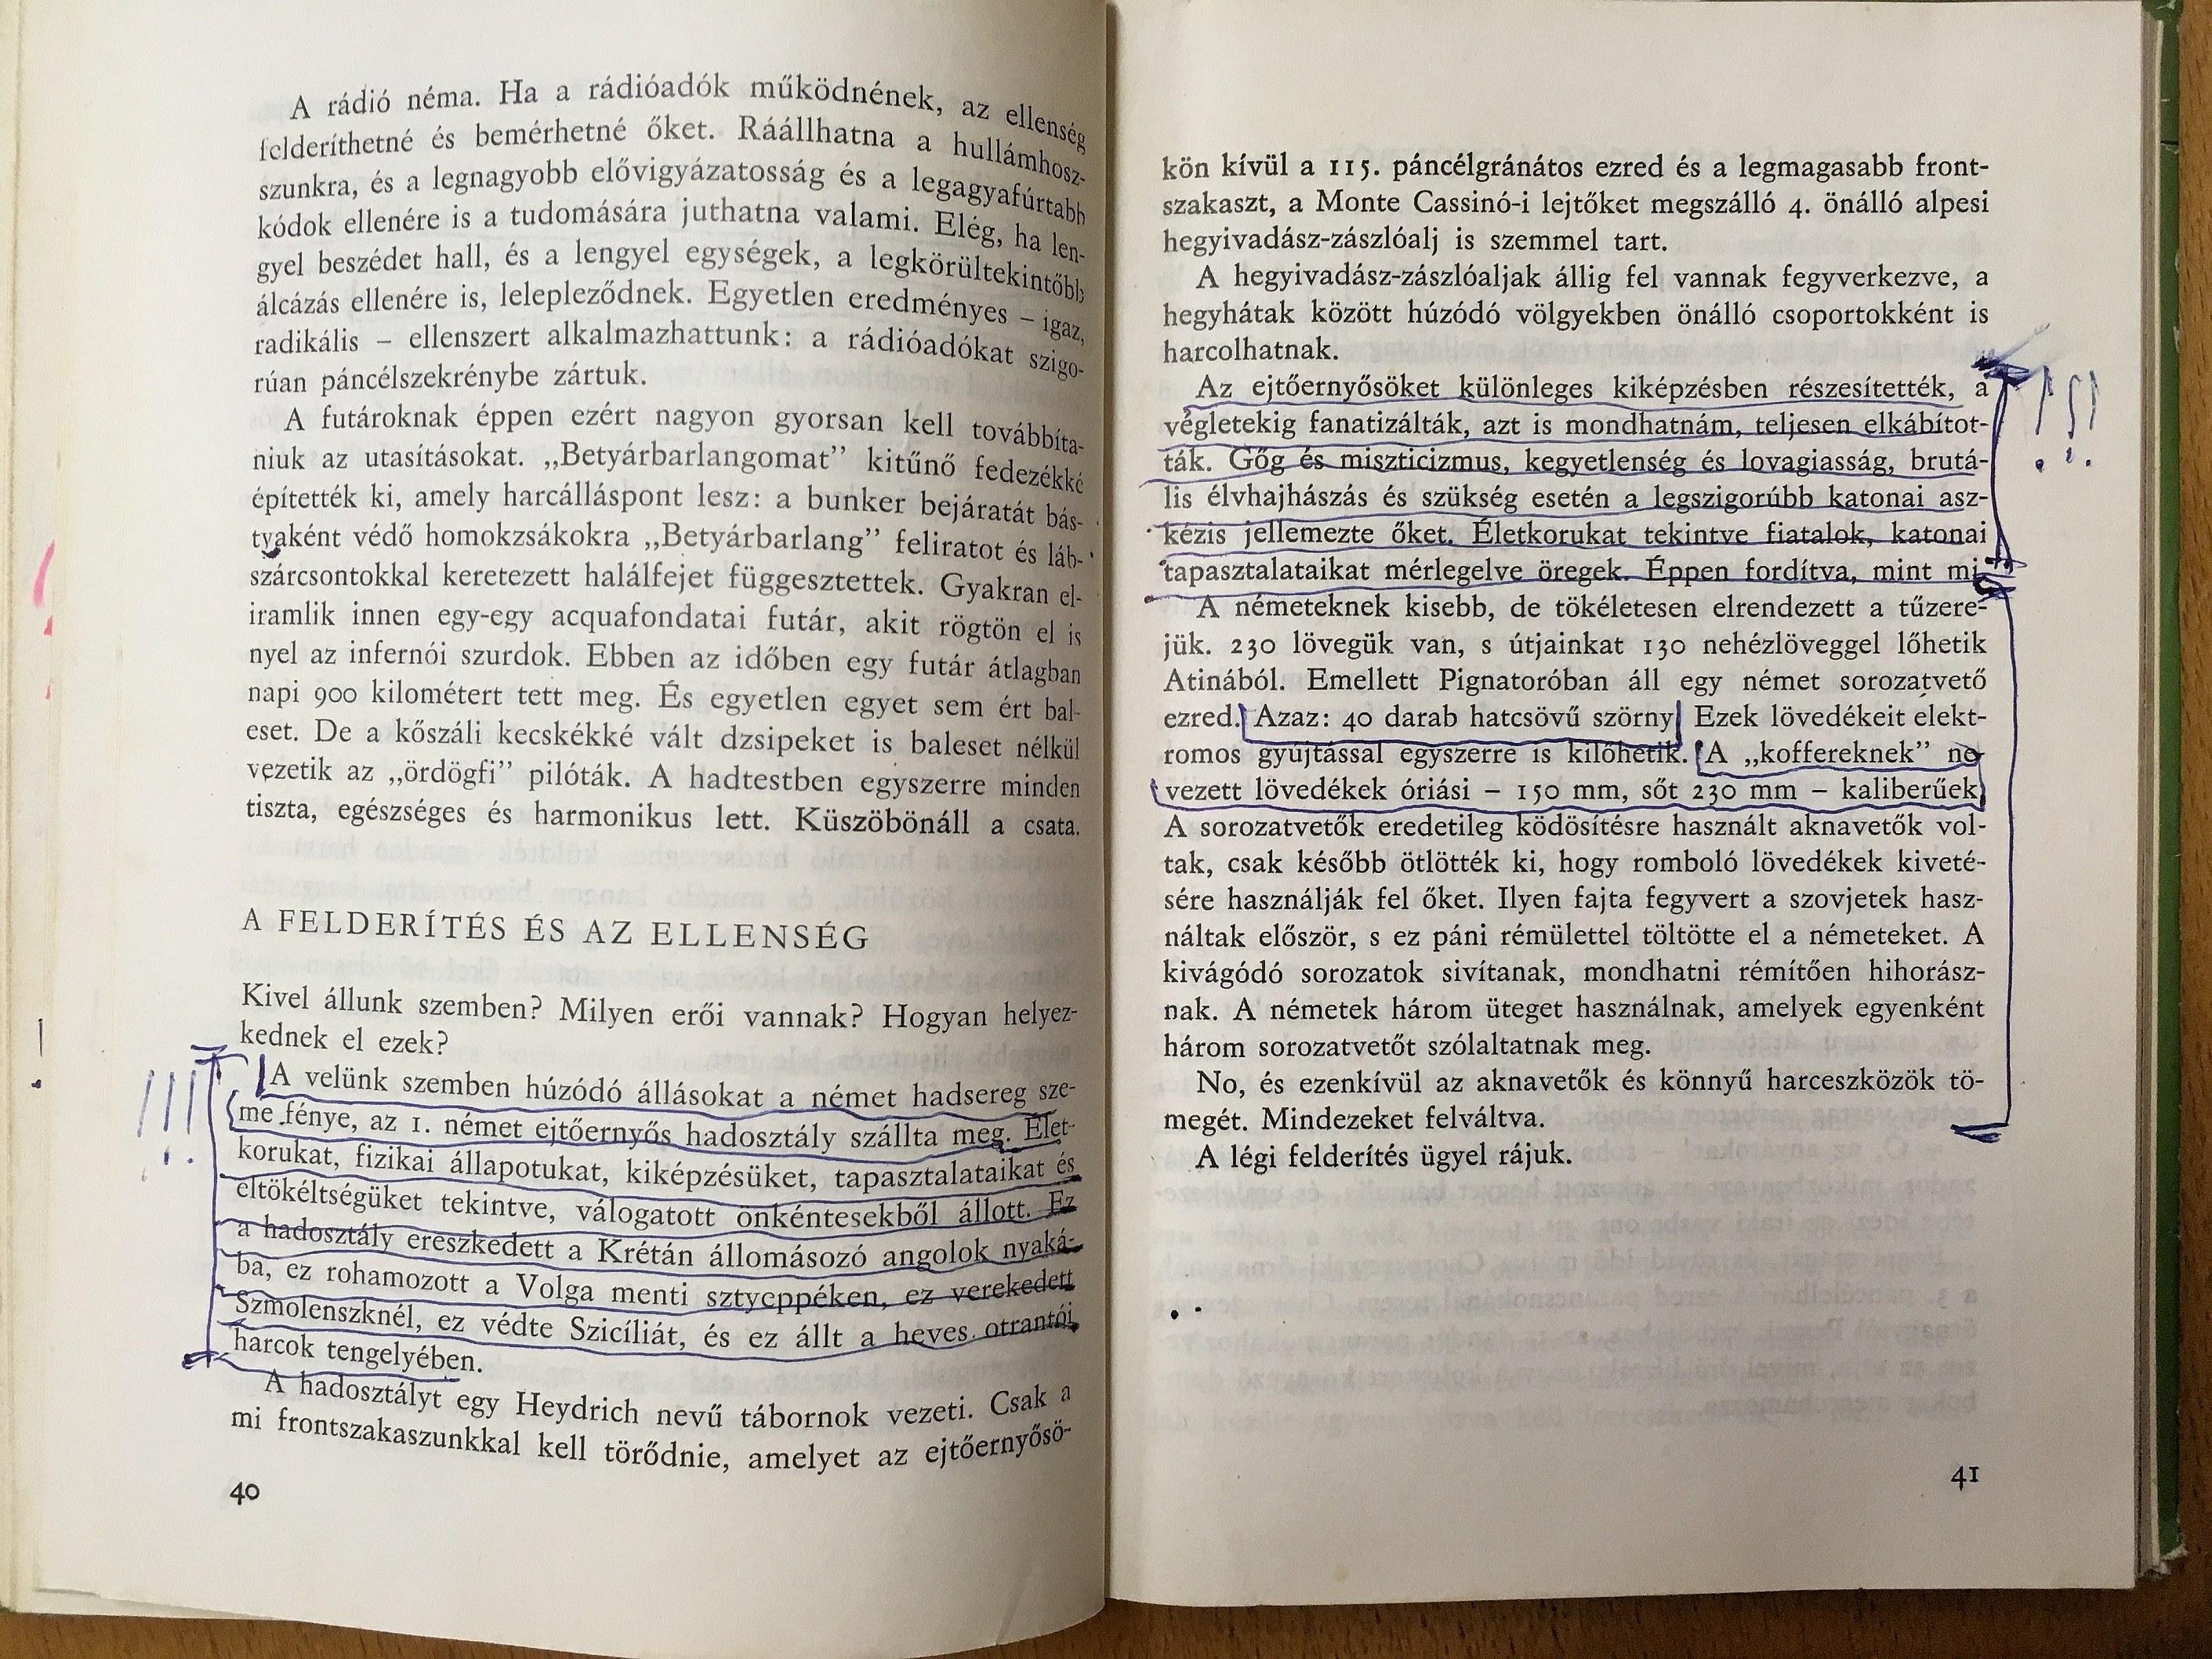 A rádió néma. Ha a rádióadók működnének, az ellenség
felderíthetné és bemérhetné őket. Ráállhatna a hullámhosz-
szunkra, és a legnagyobb elővigyázatosság és a legagyafúrtabb
kódok ellenére is a tudomására juthatna valami. Elég, ha len-
gyel beszédet hall, és a lengyel egységek, a legkörültekintőbb
álcázás ellenére is, lelepleződnek. Egyetlen eredményes – igaz,
radikális – ellenszert alkalmazhattunk: a rádióadókat szigo-
rúan páncélszekrénybe zártuk.
A futároknak éppen ezért nagyon gyorsan kell továbbíta-
niuk az utasításokat. „Betyárbarlangomat” kitűnő fedezékké
építették ki, amely harcálláspont lesz: a bunker bejáratát bás-
tyaként védő homokzsákokra „Betyárbarlang” feliratot és láb-
szárcsontokkal keretezett halálfejet függesztettek. Gyakran el-
iramlik innen egy-egy acquafondatai futár, akit rögtön el is
nyel az infernói szurdok. Ebben az időben egy futár átlagban
napi 900 kilométert tett meg. És egyetlen egyet sem ért bal-
eset. De a kőszáli kecskékké vált dzsipeket is baleset nélkül
vezetik az „ördögfi” pilóták. A hadtestben egyszerre minden
tiszta, egészséges és harmonikus lett. Küszöbönáll a csata.
A FELDERÍTÉS ÉS AZ ELLENSÉG
Kivel állunk szemben? Milyen erői vannak? Hogyan helyez-
kednek el ezek?
A velünk szemben húzódó állásokat a német hadsereg sze-
me fénye, az 1. német ejtőernyős hadosztály szállta meg. Élet-
korukat, fizikai állapotukat, kiképzésüket, tapasztalataikat és
eltökéltségüket tekintve, válogatott önkéntesekből állott. Ez
a hadosztály ereszkedett a Krétán állomásozó angolok nyaká-
ba, ez rohamozott a Volga menti sztyeppéken, ez verekedett
Szmolenszknél, ez védte Szicíliát, és ez állt a heves otrantói
harcok tengelyében.
A hadosztályt egy Heydrich nevű tábornok vezeti. Csak a
mi frontszakaszunkkal kell törődnie, amelyet az ejtőernyősö-
40
!!!
kön kívül a 115. páncélgránátos ezred és a legmagasabb front-
szakaszt, a Monte Cassinó-i lejtőket megszálló 4. önálló alpesi
hegyivadász-zászlóalj is szemmel tart.
A hegyivadász-zászlóaljak állig fel vannak fegyverkezve, a
hegyhátak között húzódó völgyekben önálló csoportokként is
harcolhatnak.
Az ejtőernyősöket különleges kiképzésben részesítették, a
végletekig fanatizálták, azt is mondhatnám, teljesen elkábítot-
ták. Gőg és miszticizmus, kegyetlenség és lovagiasság, brutá-
lis élvhajhászás és szükség esetén a legszigorúbb katonai asz-
kézis jellemezte őket. Életkorukat tekintve fiatalok, katonai
tapasztalataikat mérlegelve öregek. Éppen fordítva, mint mi.
A németeknek kisebb, de tökéletesen elrendezett a tűzere-
jük. 230 lövegük van, s útjainkat 130 nehézlöveggel lőhetik
Atinából. Emellett Pignatoróban áll egy német sorozatvető
ezred. Azaz: 40 darab hatcsövű szörny. Ezek lövedékeit elekt-
romos gyújtással egyszerre is kilőhetik. A „koffereknek” ne-
vezett lövedékek óriási – 150 mm, sőt 230 mm – kaliberűek.
A sorozatvetők eredetileg ködösítésre használt aknavetők vol-
tak, csak később ötlötték ki, hogy romboló lövedékek kiveté-
sére használják fel őket. Ilyen fajta fegyvert a szovjetek hasz-
náltak először, s ez páni rémülettel töltötte el a németeket. A
kivágódó sorozatok sivítanak, mondhatni rémítően hihorász-
nak. A németek három üteget használnak, amelyek egyenként
három sorozatvetőt szólaltatnak meg.
No, és ezenkívül az aknavetők és könnyű harceszközök tö-
megét. Mindezeket felváltva.
A légi felderítés ügyel rájuk.
41
!!!